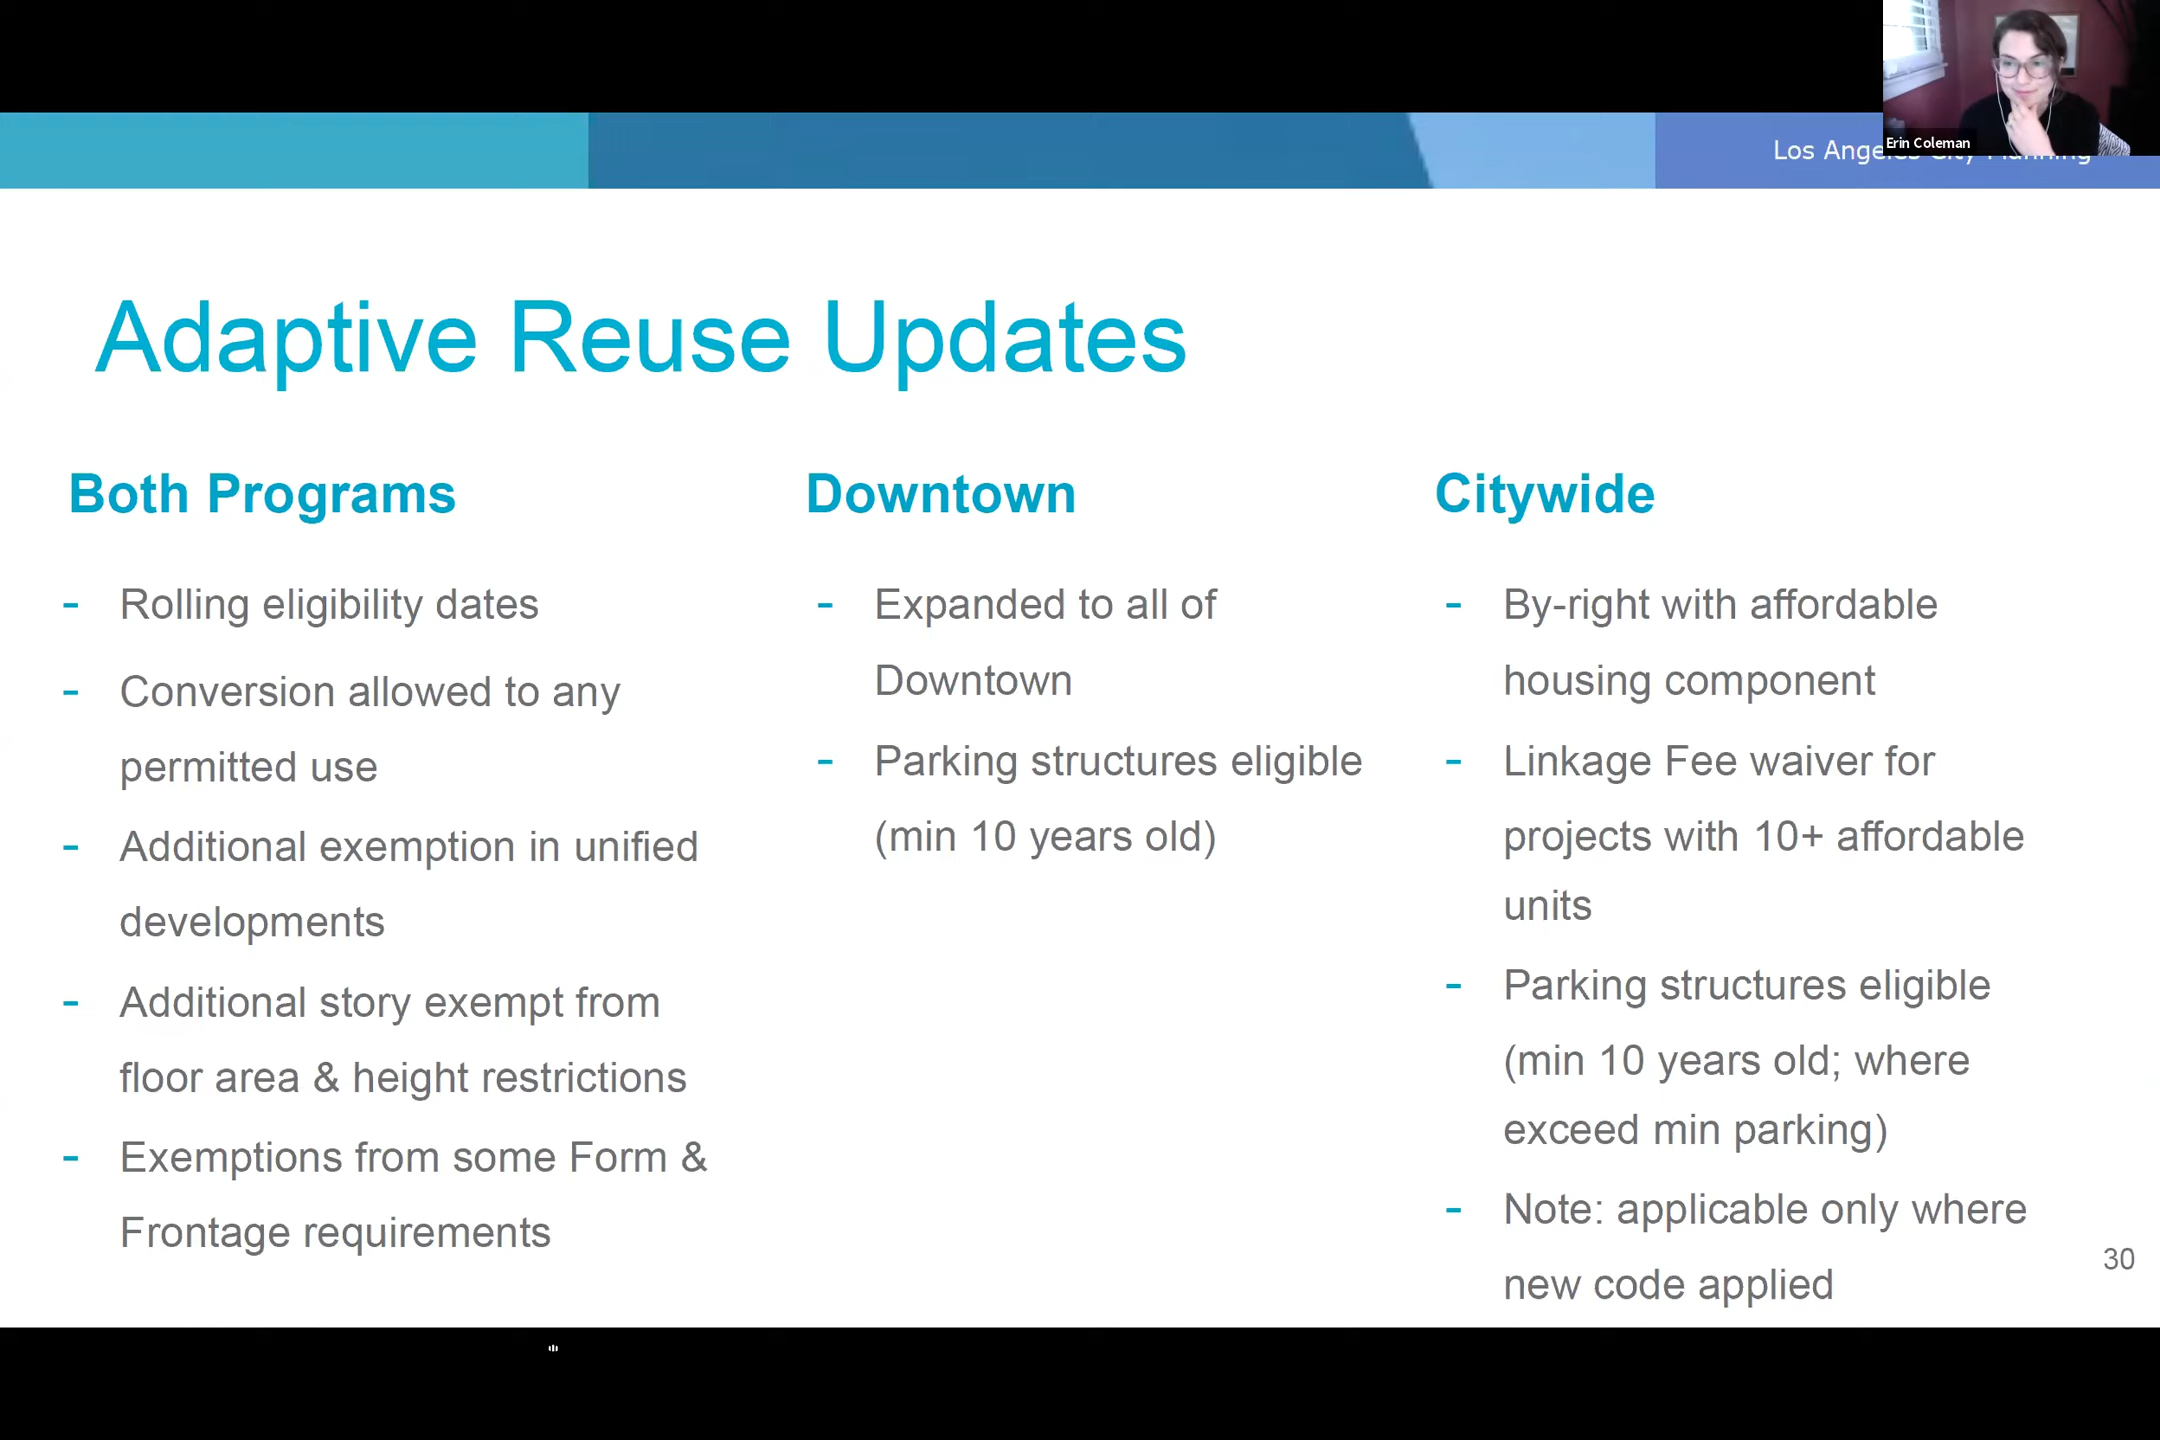 Erin Coleman
Los Angeles City Planning
Adaptive Reuse Updates
Both Programs
- Rolling eligibility dates
- Conversion allowed to any
permitted use
- Additional exemption in unified
developments
- Additional story exempt from
floor area & height restrictions
- Exemptions from some Form &
Frontage requirements
Downtown
- Expanded to all of
Downtown
- Parking structures eligible
(min 10 years old)
Citywide
- By-right with affordable
housing component
- Linkage Fee waiver for
projects with 10+ affordable
units
- Parking structures eligible
(min 10 years old; where
exceed min parking)
- Note: applicable only where
new code applied
30